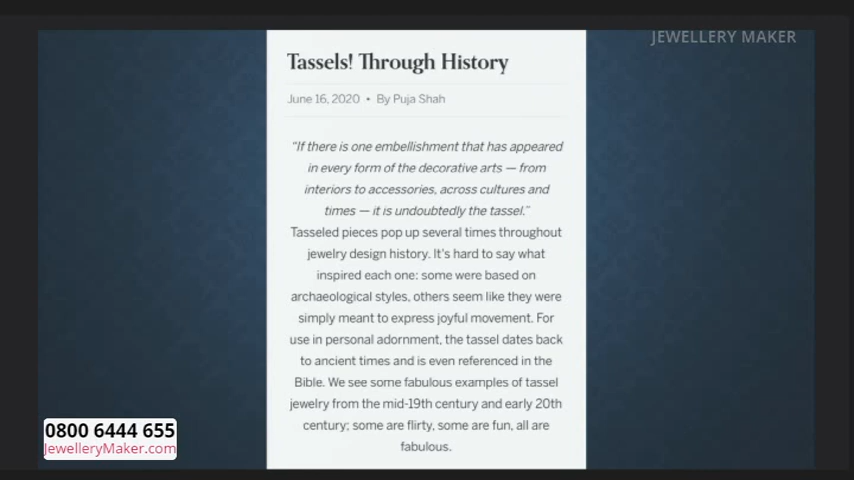 JEWELLERY MAKER
Tassels! Through History
June 16, 2020 • By Puja Shah
“If there is one embellishment that has appeared
in every form of the decorative arts — from
interiors to accessories, across cultures and
times — it is undoubtedly the tassel.”
Tasseled pieces pop up several times throughout
jewelry design history. It's hard to say what
inspired each one: some were based on
archaeological styles, others seem like they were
simply meant to express joyful movement. For
use in personal adornment, the tassel dates back
to ancient times and is even referenced in the
Bible. We see some fabulous examples of tassel
jewelry from the mid-19th century and early 20th
century; some are flirty, some are fun, all are
fabulous.
0800 6444 655
JewelleryMaker.com